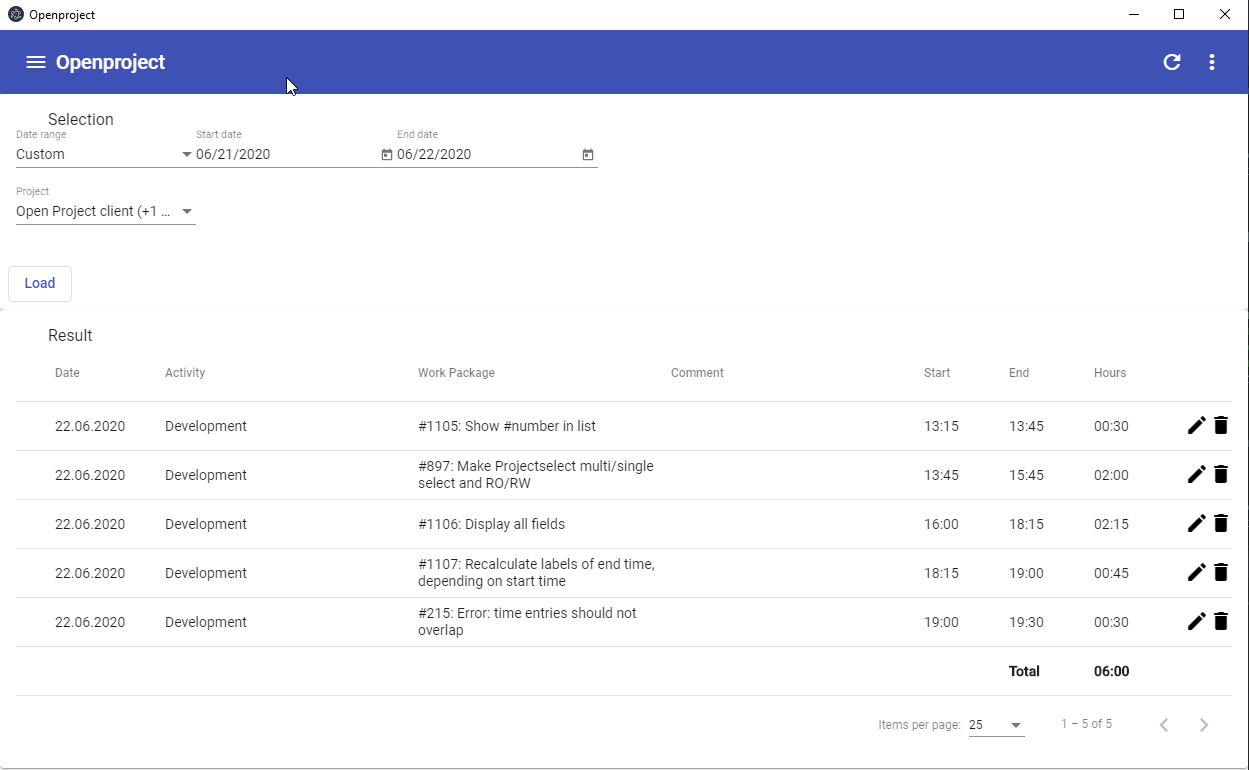 Openproject
Openproject
Selection
Date range Start date End date
Custom 06/21/2020 06/22/2020
Project
Open Project client (+1 ...
Load
Result
Date Activity Work Package Comment Start End Hours
22.06.2020 Development #1105: Show #number in list 13:15 13:45 00:30
22.06.2020 Development #897: Make Projectselect multi/single
select and RO/RW 13:45 15:45 02:00
22.06.2020 Development #1106: Display all fields 16:00 18:15 02:15
22.06.2020 Development #1107: Recalculate labels of end time,
depending on start time 18:15 19:00 00:45
22.06.2020 Development #215: Error: time entries should not
overlap 19:00 19:30 00:30
Total 06:00
Items per page: 25 1 – 5 of 5